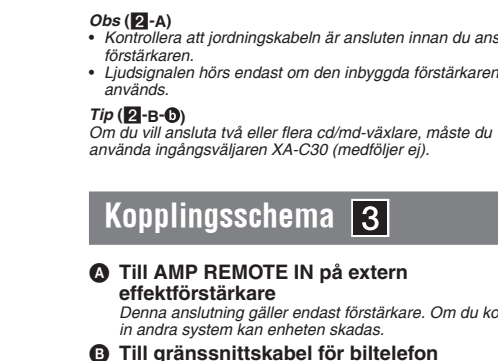 Obs (2-A)
• Kontrollera att jordningskabeln är ansluten innan du
förstärkaren.
• Ljudsignalen hörs endast om den inbyggda förstärkaren
används.
Tip (2-B-b)
Om du vill ansluta två eller flera cd/md-växlare, måste du
använda ingångsväljaren XA-C30 (medföljer ej).
Kopplingsschema 3
A Till AMP REMOTE IN på extern
effektförstärkare
Denna anslutning gäller endast förstärkare. Om du
in andra system kan enheten skadas.
B Till gränssnittskabel för biltelefon